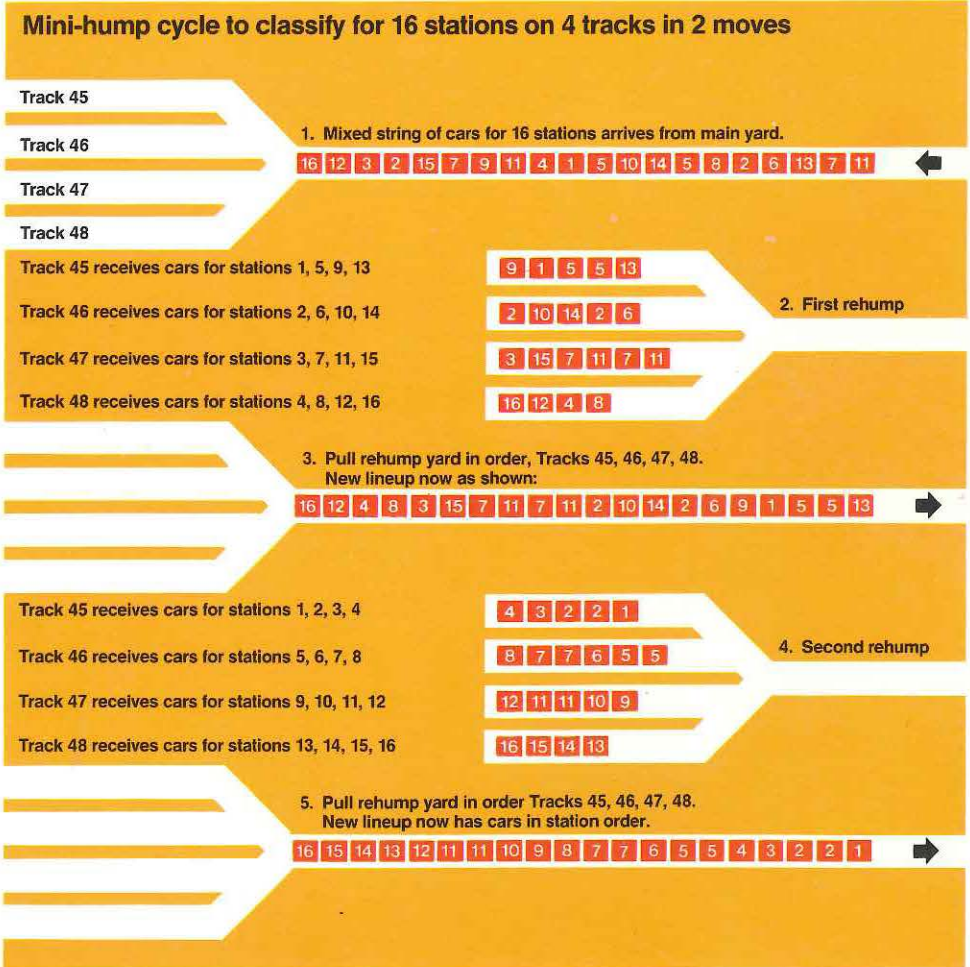 Mini-hump cycle to classify for 16 stations on 4 tracks in 2 moves
Track 45
Track 46
Track 47
Track 48
1. Mixed string of cars for 16 stations arrives from main yard.
16 12 3 2 15 7 9 11 4 1 5 10 14 5 8 2 6 13 7 11
Track 45 receives cars for stations 1, 5, 9, 13
9 1 5 5 13
Track 46 receives cars for stations 2, 6, 10, 14
2 10 14 2 6
Track 47 receives cars for stations 3, 7, 11, 15
3 15 7 11 7 11
Track 48 receives cars for stations 4, 8, 12, 16
16 12 4 8
2. First rehump
3. Pull rehump yard in order, Tracks 45, 46, 47, 48.
New lineup now as shown:
16 12 4 8 3 15 7 11 7 11 2 10 14 2 6 9 1 5 5 13
Track 45 receives cars for stations 1, 2, 3, 4
4 3 2 2 1
Track 46 receives cars for stations 5, 6, 7, 8
8 7 7 6 5 5
Track 47 receives cars for stations 9, 10, 11, 12
12 11 11 10 9
Track 48 receives cars for stations 13, 14, 15, 16
16 15 14 13
4. Second rehump
5. Pull rehump yard in order Tracks 45, 46, 47, 48.
New lineup now has cars in station order.
16 15 14 13 12 11 11 10 9 8 7 7 6 5 5 4 3 2 2 1